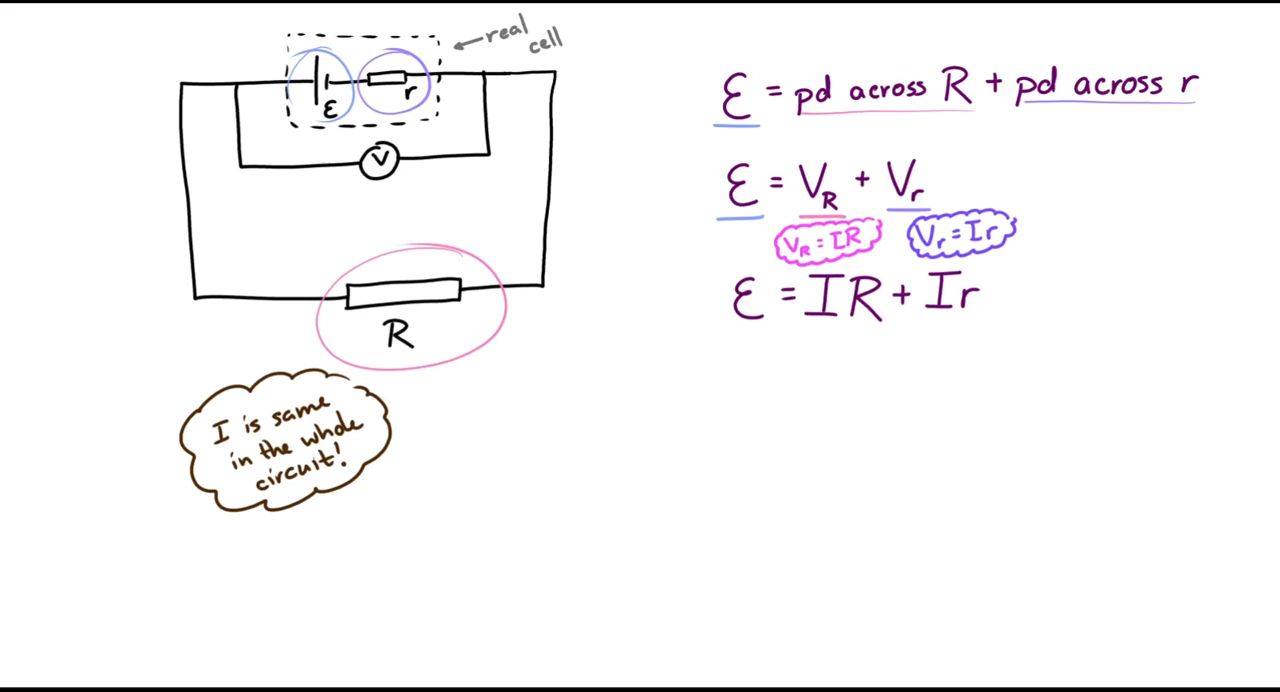 real
cell
ε
r
V
R
I is same
in the whole
circuit!
ε = pd across R + pd across r
ε = V_R + V_r
V_R = IR
V_r = Ir
ε = IR + Ir